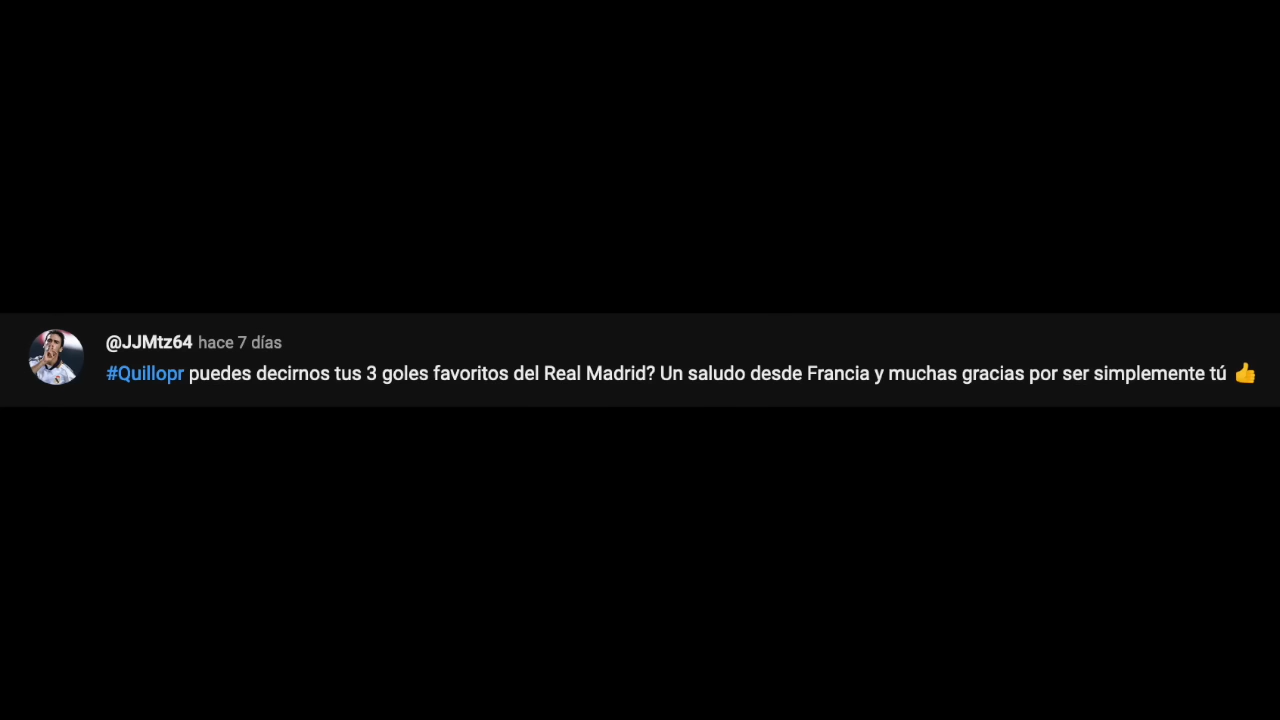 @JJMtz64 hace 7 días
#Quillopr puedes decirnos tus 3 goles favoritos del Real Madrid? Un saludo desde Francia y muchas gracias por ser simplemente tú 👍